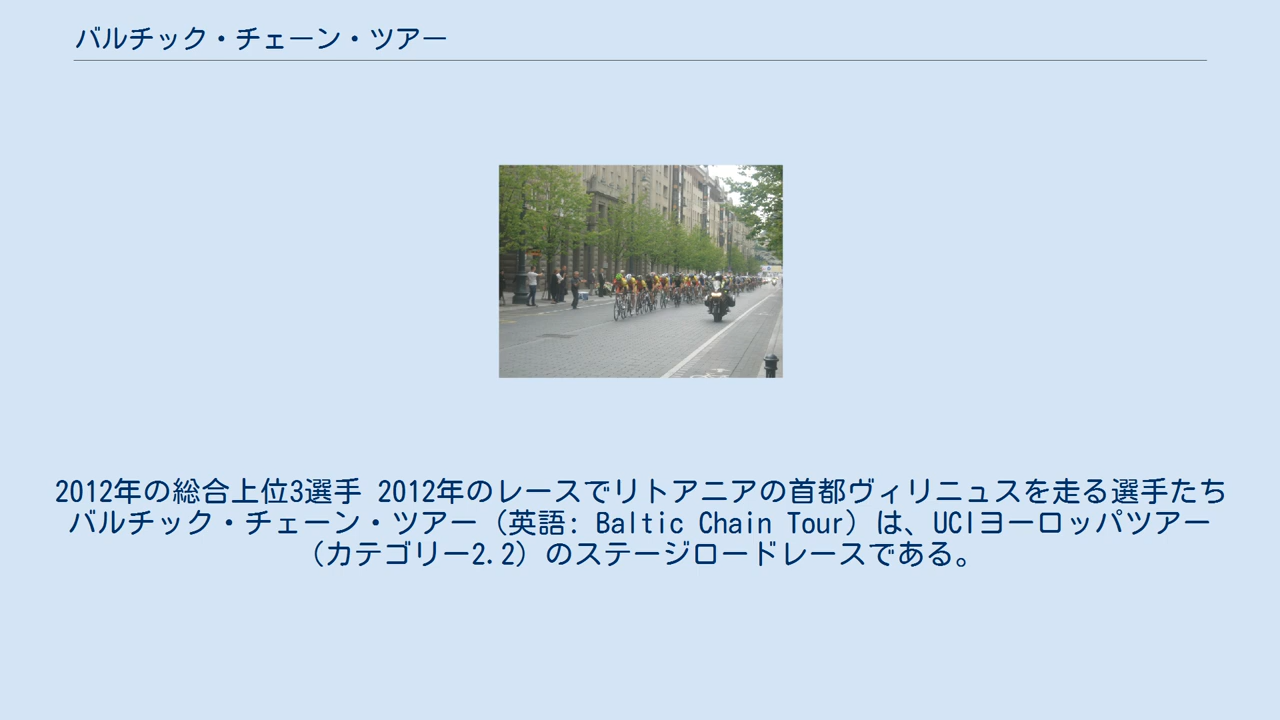 バルチック・チェーン・ツアー
2012年の総合上位3選手 2012年のレースでリトアニアの首都ヴィリニュスを走る選手たち
バルチック・チェーン・ツアー（英語: Baltic Chain Tour）は、UCIヨーロッパツアー
（カテゴリー2.2）のステージロードレースである。